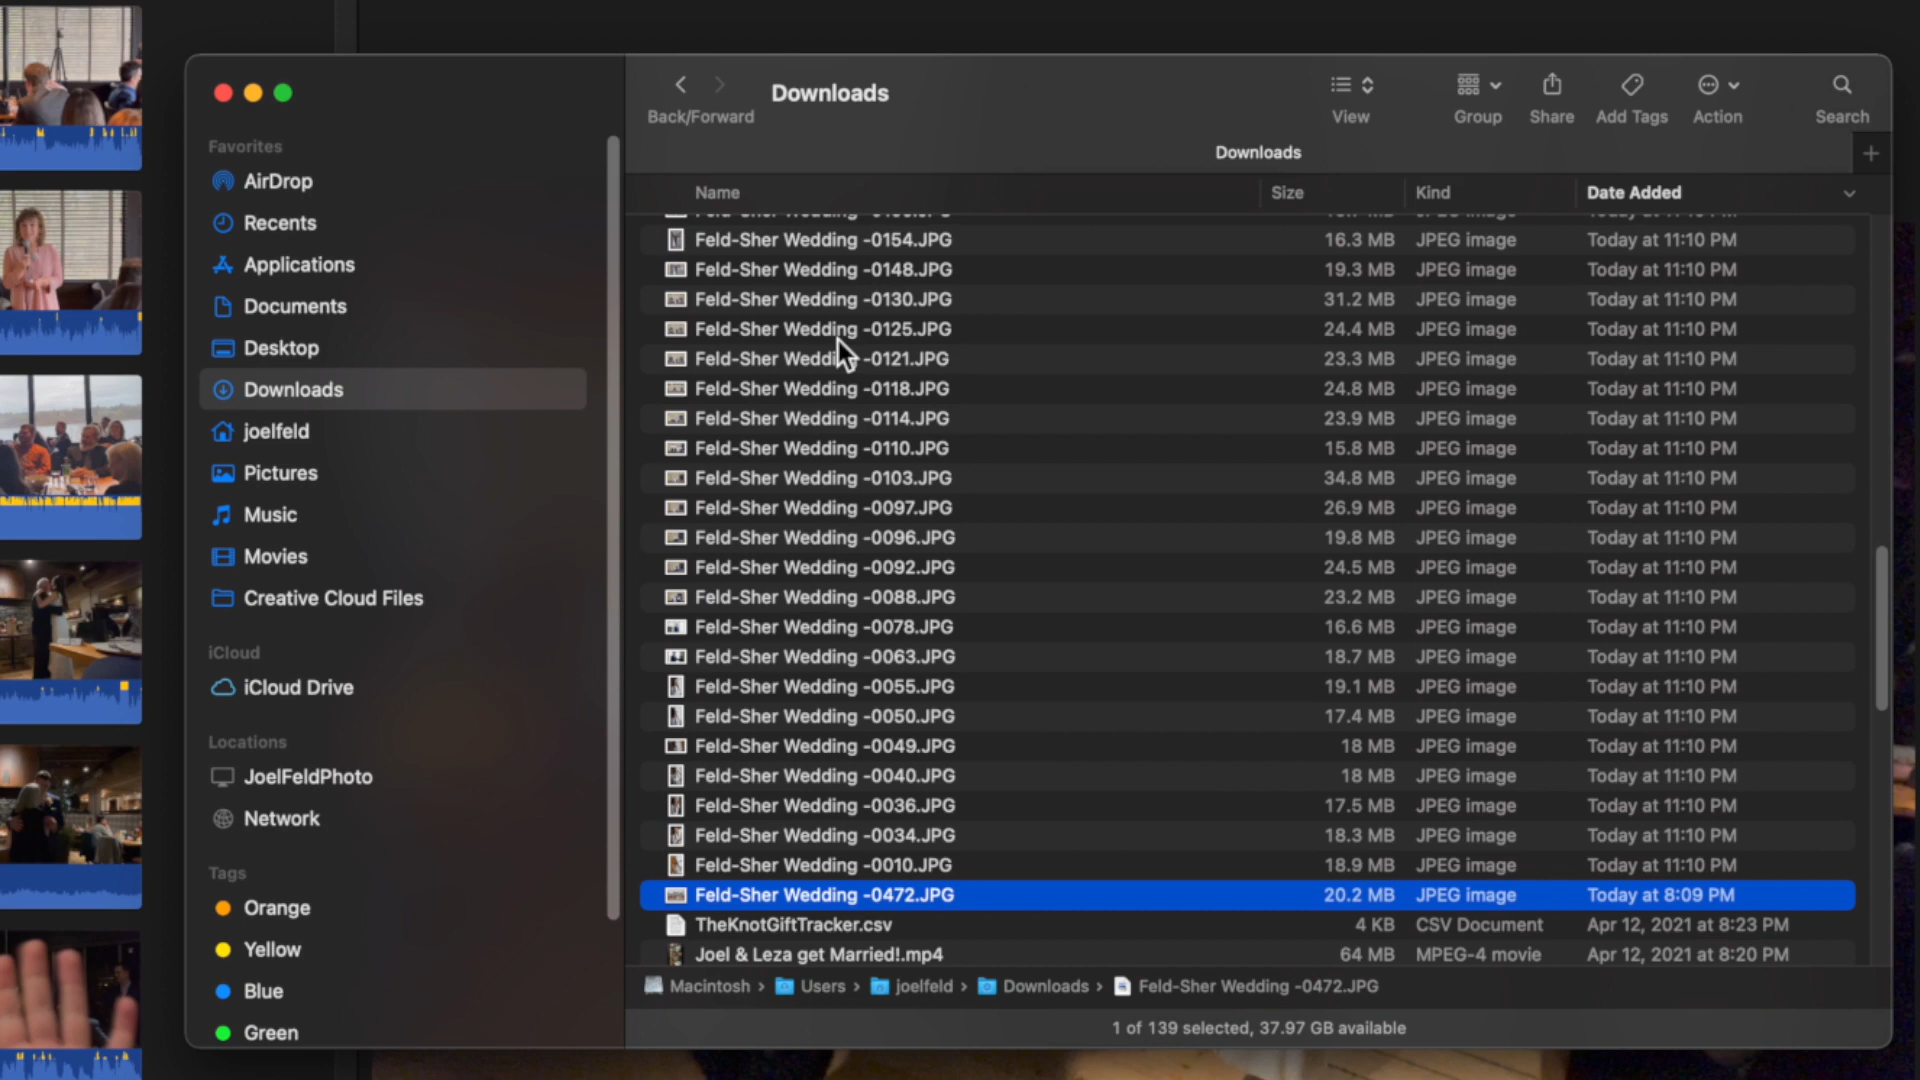 Back/Forward
Downloads
View
Group
Share
Add Tags
Action
Search
Downloads
Favorites
AirDrop
Recents
Applications
Documents
Desktop
Downloads
joelfeld
Pictures
Music
Movies
Creative Cloud Files
iCloud
iCloud Drive
Locations
JoelFeldPhoto
Network
Tags
Orange
Yellow
Blue
Green
Name Size Kind Date Added
Feld-Sher Wedding -0154.JPG 16.3 MB JPEG image Today at 11:10 PM
Feld-Sher Wedding -0148.JPG 19.3 MB JPEG image Today at 11:10 PM
Feld-Sher Wedding -0130.JPG 31.2 MB JPEG image Today at 11:10 PM
Feld-Sher Wedding -0125.JPG 24.4 MB JPEG image Today at 11:10 PM
Feld-Sher Wedding -0121.JPG 23.3 MB JPEG image Today at 11:10 PM
Feld-Sher Wedding -0118.JPG 24.8 MB JPEG image Today at 11:10 PM
Feld-Sher Wedding -0114.JPG 23.9 MB JPEG image Today at 11:10 PM
Feld-Sher Wedding -0110.JPG 15.8 MB JPEG image Today at 11:10 PM
Feld-Sher Wedding -0103.JPG 34.8 MB JPEG image Today at 11:10 PM
Feld-Sher Wedding -0097.JPG 26.9 MB JPEG image Today at 11:10 PM
Feld-Sher Wedding -0096.JPG 19.8 MB JPEG image Today at 11:10 PM
Feld-Sher Wedding -0092.JPG 24.5 MB JPEG image Today at 11:10 PM
Feld-Sher Wedding -0088.JPG 23.2 MB JPEG image Today at 11:10 PM
Feld-Sher Wedding -0078.JPG 16.6 MB JPEG image Today at 11:10 PM
Feld-Sher Wedding -0063.JPG 18.7 MB JPEG image Today at 11:10 PM
Feld-Sher Wedding -0055.JPG 19.1 MB JPEG image Today at 11:10 PM
Feld-Sher Wedding -0050.JPG 17.4 MB JPEG image Today at 11:10 PM
Feld-Sher Wedding -0049.JPG 18 MB JPEG image Today at 11:10 PM
Feld-Sher Wedding -0040.JPG 18 MB JPEG image Today at 11:10 PM
Feld-Sher Wedding -0036.JPG 17.5 MB JPEG image Today at 11:10 PM
Feld-Sher Wedding -0034.JPG 18.3 MB JPEG image Today at 11:10 PM
Feld-Sher Wedding -0010.JPG 18.9 MB JPEG image Today at 11:10 PM
Feld-Sher Wedding -0472.JPG 20.2 MB JPEG image Today at 8:09 PM
TheKnotGiftTracker.csv 4 KB CSV Document Apr 12, 2021 at 8:23 PM
Joel & Leza get Married!.mp4 64 MB MPEG-4 movie Apr 12, 2021 at 8:20 PM
Macintosh › Users › joelfeld › Downloads › Feld-Sher Wedding -0472.JPG
1 of 139 selected, 37.97 GB available